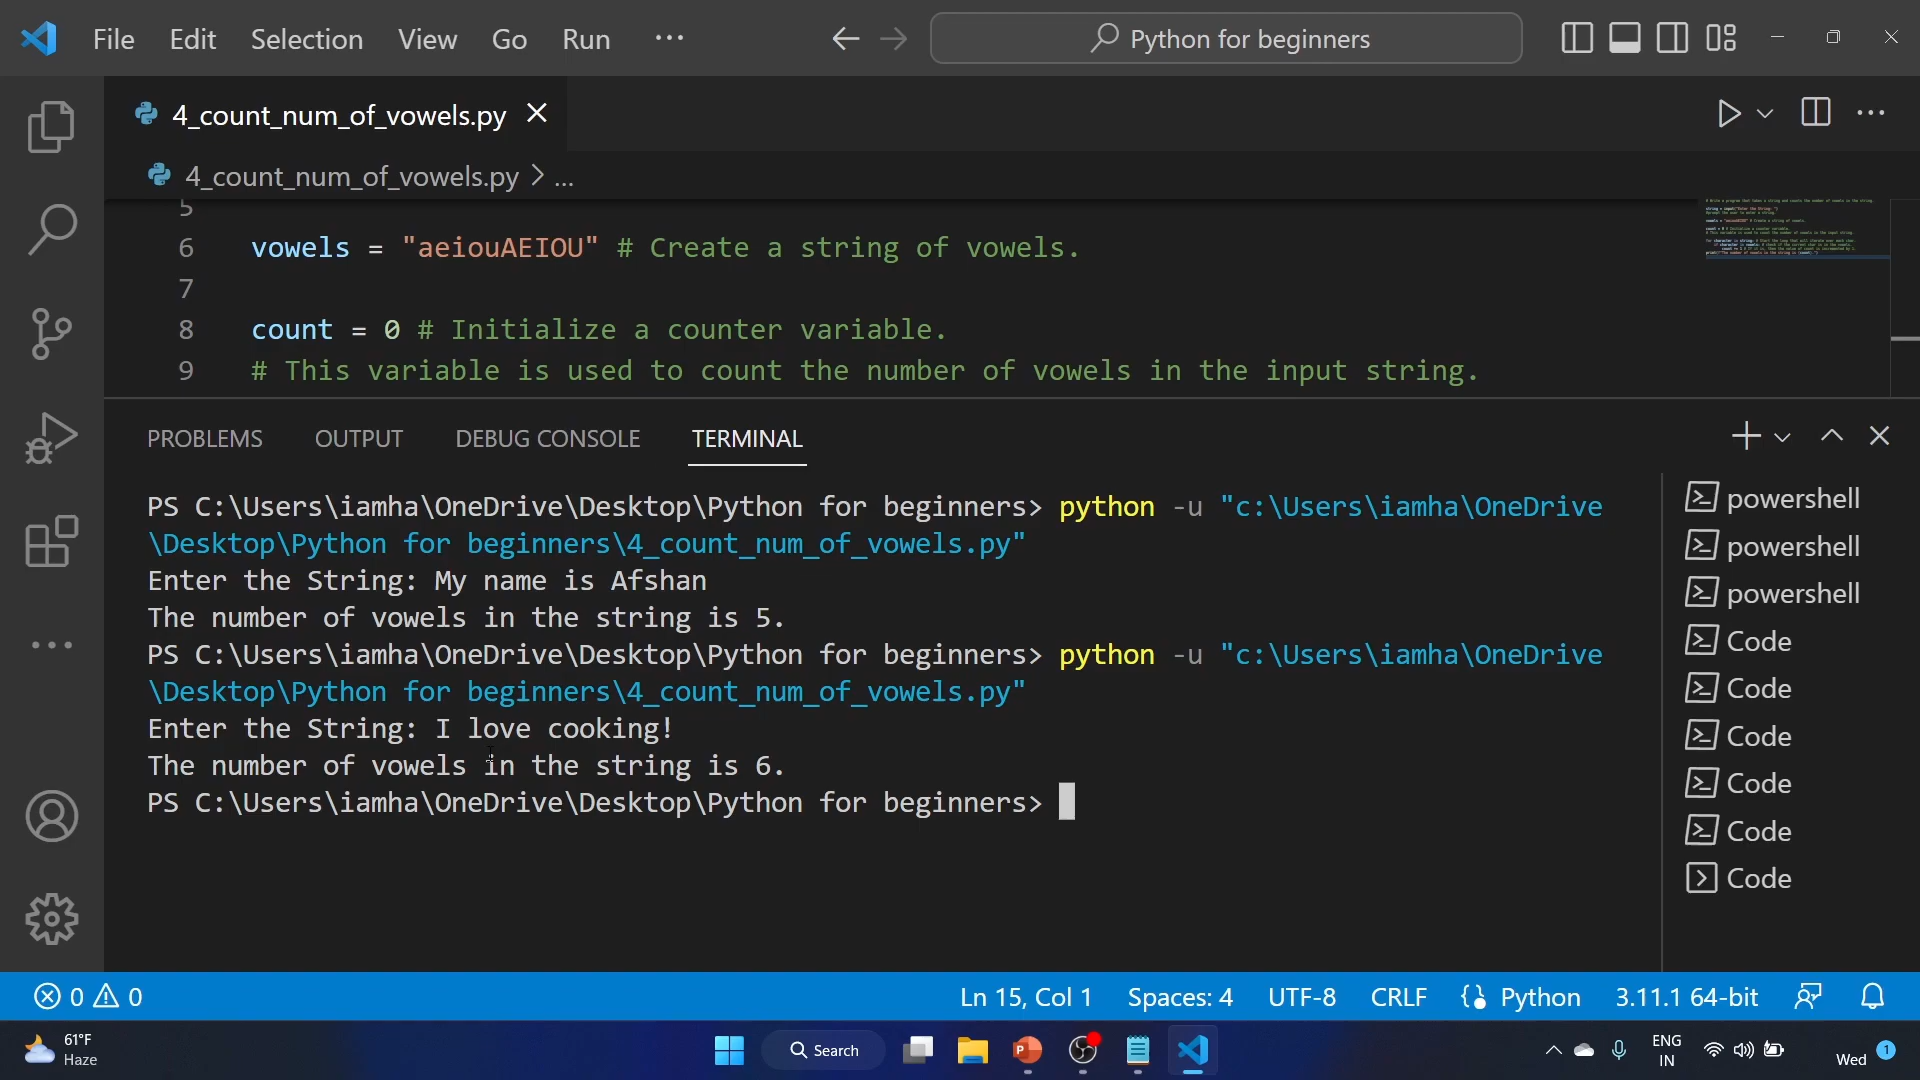 File Edit Selection View Go Run ... Python for beginners
4_count_num_of_vowels.py
4_count_num_of_vowels.py > ...
5
6 vowels = "aeiouAEIOU" # Create a string of vowels.
7
8 count = 0 # Initialize a counter variable.
9 # This variable is used to count the number of vowels in the input string.
PROBLEMS OUTPUT DEBUG CONSOLE TERMINAL
PS C:\Users\iamha\OneDrive\Desktop\Python for beginners> python -u "c:\Users\iamha\OneDrive
\Desktop\Python for beginners\4_count_num_of_vowels.py"
Enter the String: My name is Afshan
The number of vowels in the string is 5.
PS C:\Users\iamha\OneDrive\Desktop\Python for beginners> python -u "c:\Users\iamha\OneDrive
\Desktop\Python for beginners\4_count_num_of_vowels.py"
Enter the String: I love cooking!
The number of vowels in the string is 6.
PS C:\Users\iamha\OneDrive\Desktop\Python for beginners>
powershell
powershell
powershell
Code
Code
Code
Code
Code
Code
0 0 Ln 15, Col 1 Spaces: 4 UTF-8 CRLF Python 3.11.1 64-bit
61°F
Haze
Search
ENG
IN
Wed 1